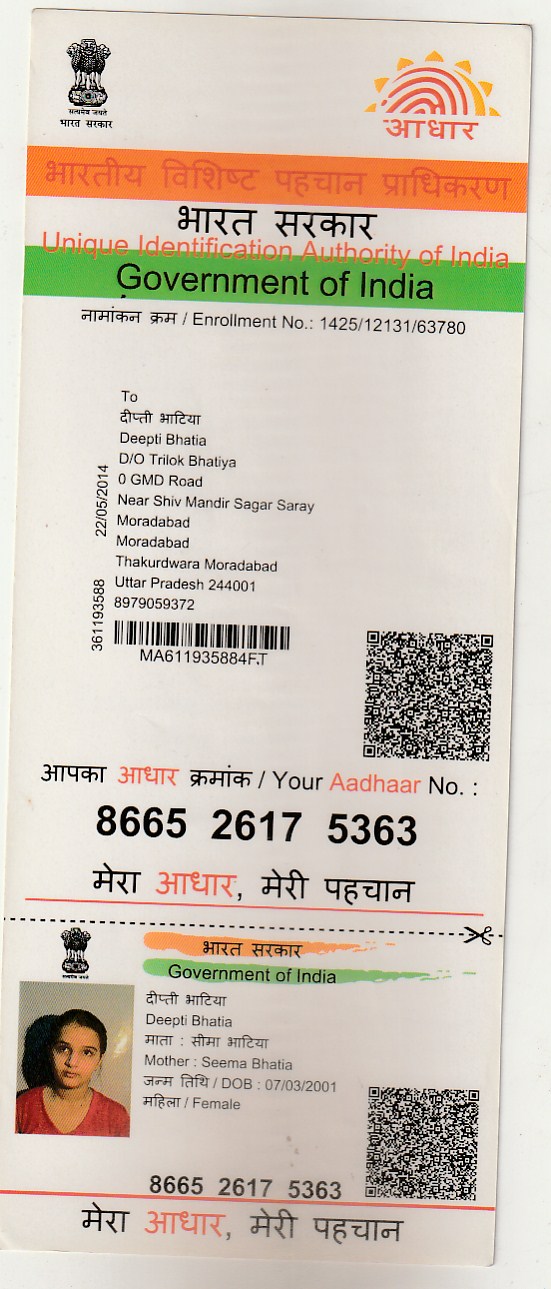 सत्यमेव जयते
भारत सरकार
आधार
भारतीय विशिष्ट पहचान प्राधिकरण
भारत सरकार
Unique Identification Authority of India
Government of India
नामांकन क्रम / Enrollment No.: 1425/12131/63780
To
दीप्ती भाटिया
Deepti Bhatia
D/O Trilok Bhatiya
0 GMD Road
Near Shiv Mandir Sagar Saray
Moradabad
Moradabad
Thakurdwara Moradabad
Uttar Pradesh 244001
8979059372
22/05/2014
361193588
MA611935884FT
आपका आधार क्रमांक / Your Aadhaar No. :
8665 2617 5363
मेरा आधार, मेरी पहचान
भारत सरकार
Government of India
दीप्ती भाटिया
Deepti Bhatia
माता : सीमा भाटिया
Mother : Seema Bhatia
जन्म तिथि / DOB : 07/03/2001
महिला / Female
8665 2617 5363
मेरा आधार, मेरी पहचान